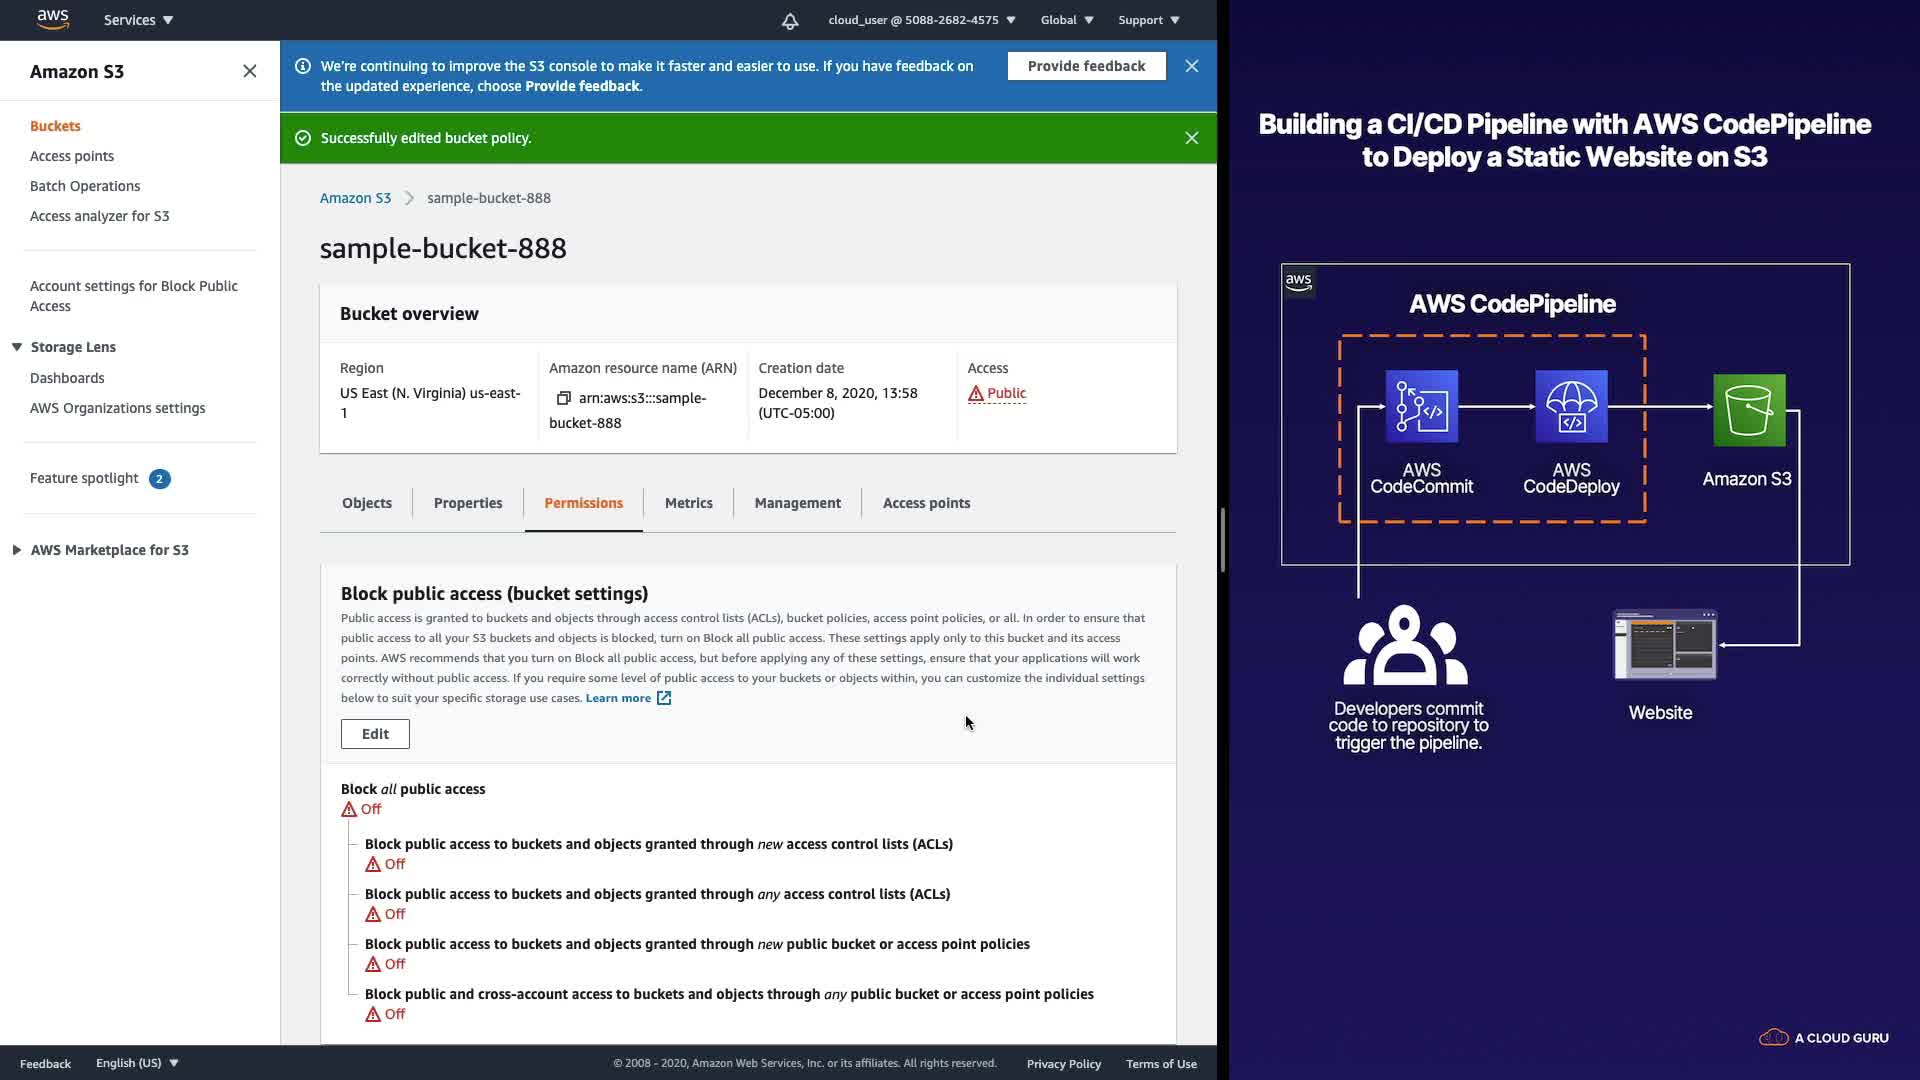 aws
Services
cloud_user @ 5088-2682-4575
Global
Support
Amazon S3
Buckets
Access points
Batch Operations
Access analyzer for S3
Account settings for Block Public
Access
Storage Lens
Dashboards
AWS Organizations settings
Feature spotlight 2
AWS Marketplace for S3
We're continuing to improve the S3 console to make it faster and easier to use. If you have feedback on
the updated experience, choose Provide feedback.
Provide feedback
Successfully edited bucket policy.
Amazon S3
sample-bucket-888
sample-bucket-888
Bucket overview
Region
US East (N. Virginia) us-east-
1
Amazon resource name (ARN)
arn:aws:s3:::sample-
bucket-888
Creation date
December 8, 2020, 13:58
(UTC-05:00)
Access
Public
Objects
Properties
Permissions
Metrics
Management
Access points
Block public access (bucket settings)
Public access is granted to buckets and objects through access control lists (ACLs), bucket policies, access point policies, or all. In order to ensure that
public access to all your S3 buckets and objects is blocked, turn on Block all public access. These settings apply only to this bucket and its access
points. AWS recommends that you turn on Block all public access, but before applying any of these settings, ensure that your applications will work
correctly without public access. If you require some level of public access to your buckets or objects within, you can customize the individual settings
below to suit your specific storage use cases. Learn more
Edit
Block all public access
Off
Block public access to buckets and objects granted through new access control lists (ACLs)
Off
Block public access to buckets and objects granted through any access control lists (ACLs)
Off
Block public access to buckets and objects granted through new public bucket or access point policies
Off
Block public and cross-account access to buckets and objects through any public bucket or access point policies
Off
Feedback
English (US)
© 2008 - 2020, Amazon Web Services, Inc. or its affiliates. All rights reserved.
Privacy Policy
Terms of Use
Building a CI/CD Pipeline with AWS CodePipeline
to Deploy a Static Website on S3
aws
AWS CodePipeline
AWS
CodeCommit
AWS
CodeDeploy
Amazon S3
Developers commit
code to repository to
trigger the pipeline.
Website
A CLOUD GURU